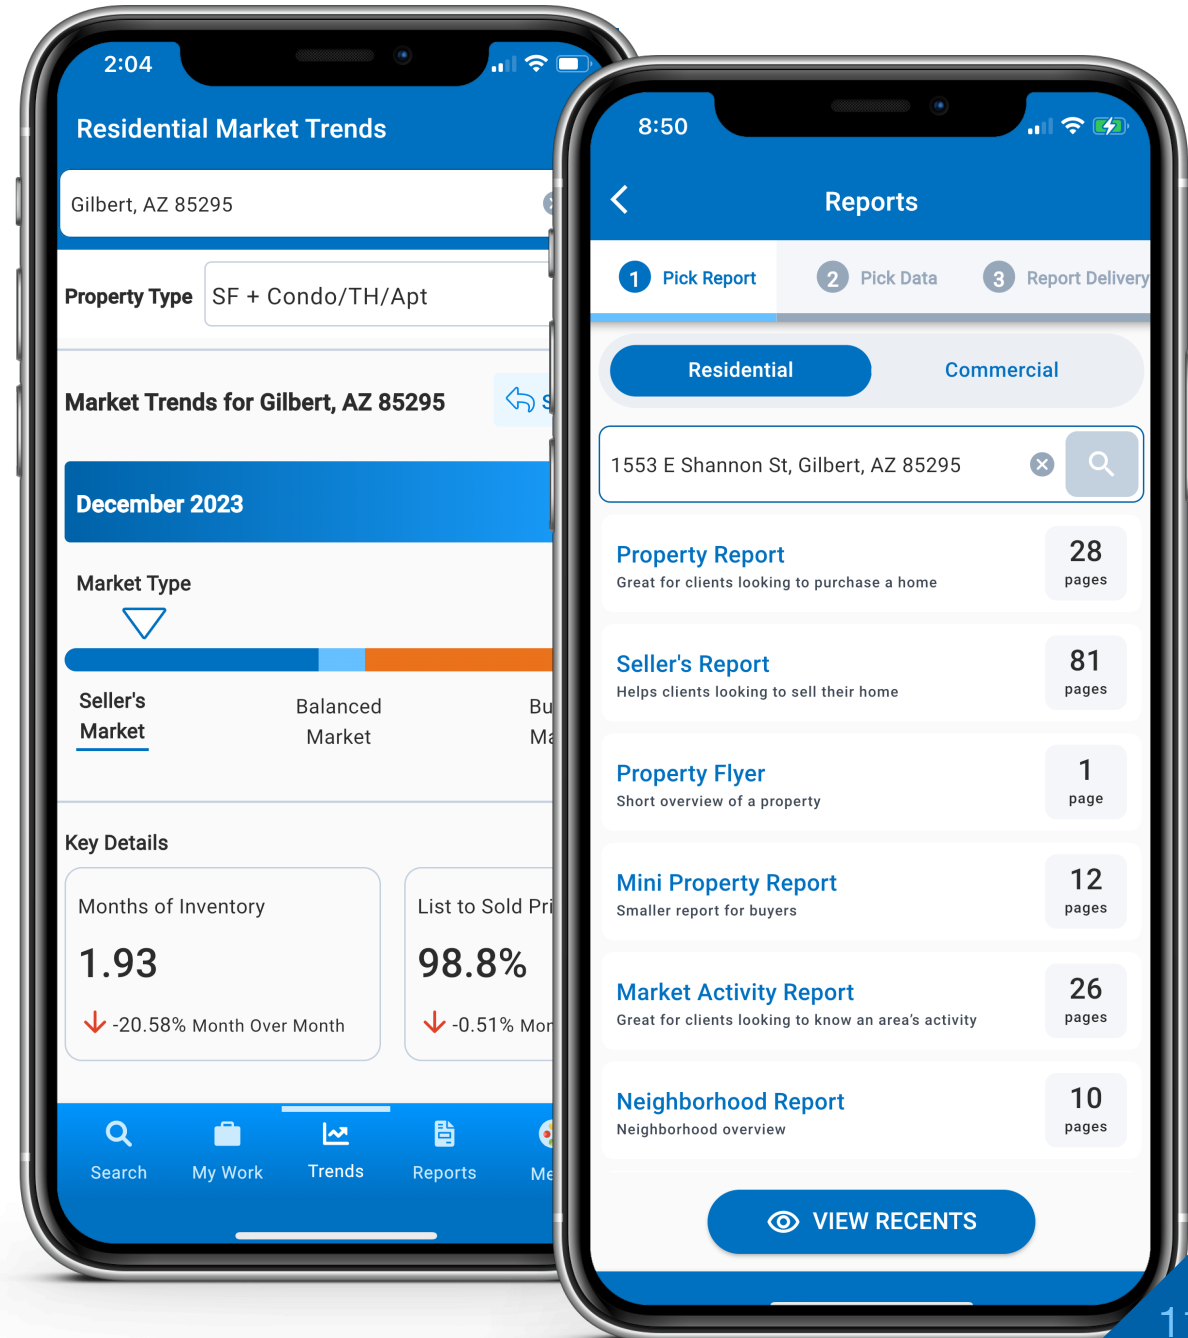 2:04
Residential Market Trends
Gilbert, AZ 85295
Property Type
SF + Condo/TH/Apt
Market Trends for Gilbert, AZ 85295
December 2023
Market Type
Seller's
Market
Balanced
Market
Key Details
Months of Inventory
1.93
-20.58% Month Over Month
List to Sold
98.8%
-0.51%
Search
My Work
Trends
Reports
8:50
Reports
1 Pick Report
2 Pick Data
3 Report Delivery
Residential
Commercial
1553 E Shannon St, Gilbert, AZ 85295
Property Report
Great for clients looking to purchase a home
28
pages
Seller's Report
Helps clients looking to sell their home
81
pages
Property Flyer
Short overview of a property
1
page
Mini Property Report
Smaller report for buyers
12
pages
Market Activity Report
Great for clients looking to know an area's activity
26
pages
Neighborhood Report
Neighborhood overview
10
pages
VIEW RECENTS